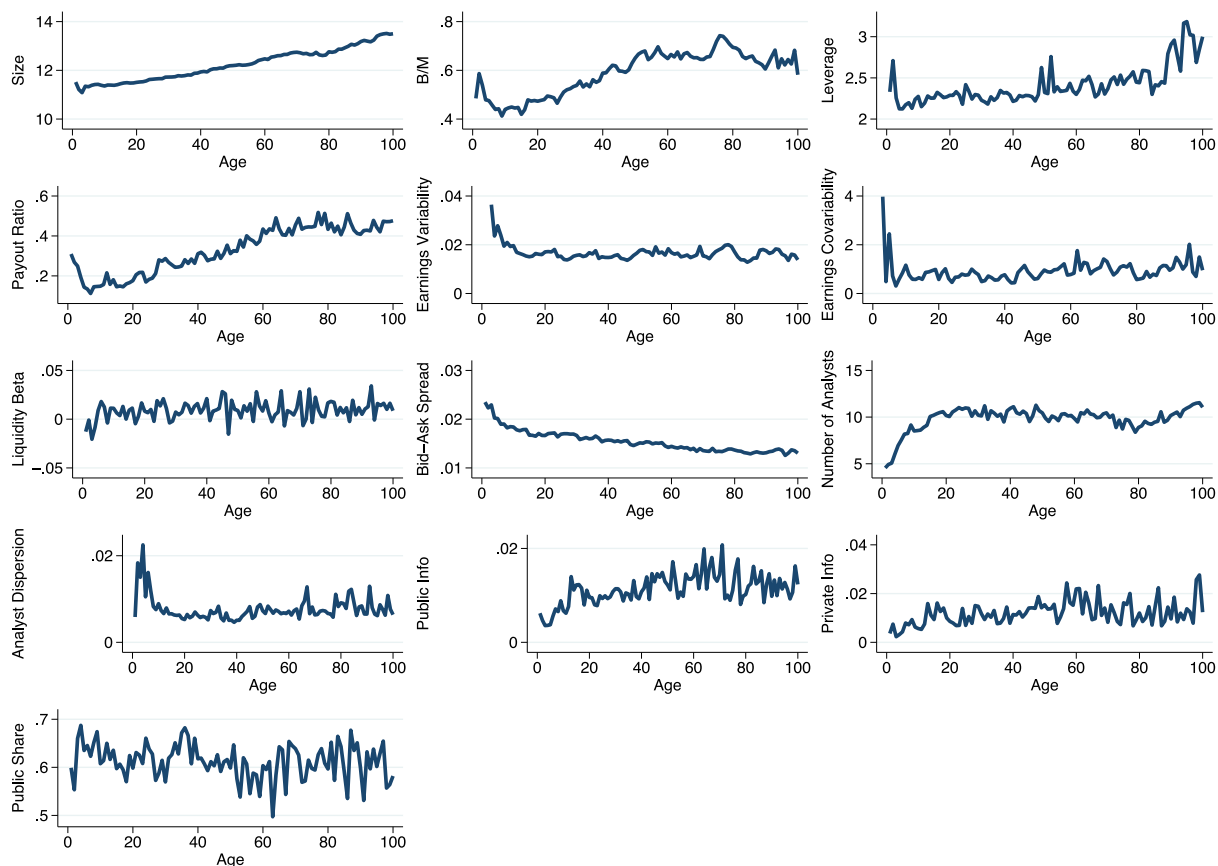 Size
14
12
10
0 20 40 60 80 100
Age
B/M
.8
.6
.4
0 20 40 60 80 100
Age
Leverage
3
2.5
2
0 20 40 60 80 100
Age
Payout Ratio
.6
.4
.2
0 20 40 60 80 100
Age
Earnings Variability
.04
.02
0
0 20 40 60 80 100
Age
Earnings Covariability
4
2
0
0 20 40 60 80 100
Age
Liquidity Beta
.05
0
−.05
0 20 40 60 80 100
Age
Bid−Ask Spread
.03
.02
.01
0 20 40 60 80 100
Age
Number of Analysts
15
10
5
0 20 40 60 80 100
Age
Analyst Dispersion
.02
0
0 20 40 60 80 100
Age
Public Info
.02
0
0 20 40 60 80 100
Age
Private Info
.04
.02
0
0 20 40 60 80 100
Age
Public Share
.7
.6
.5
0 20 40 60 80 100
Age